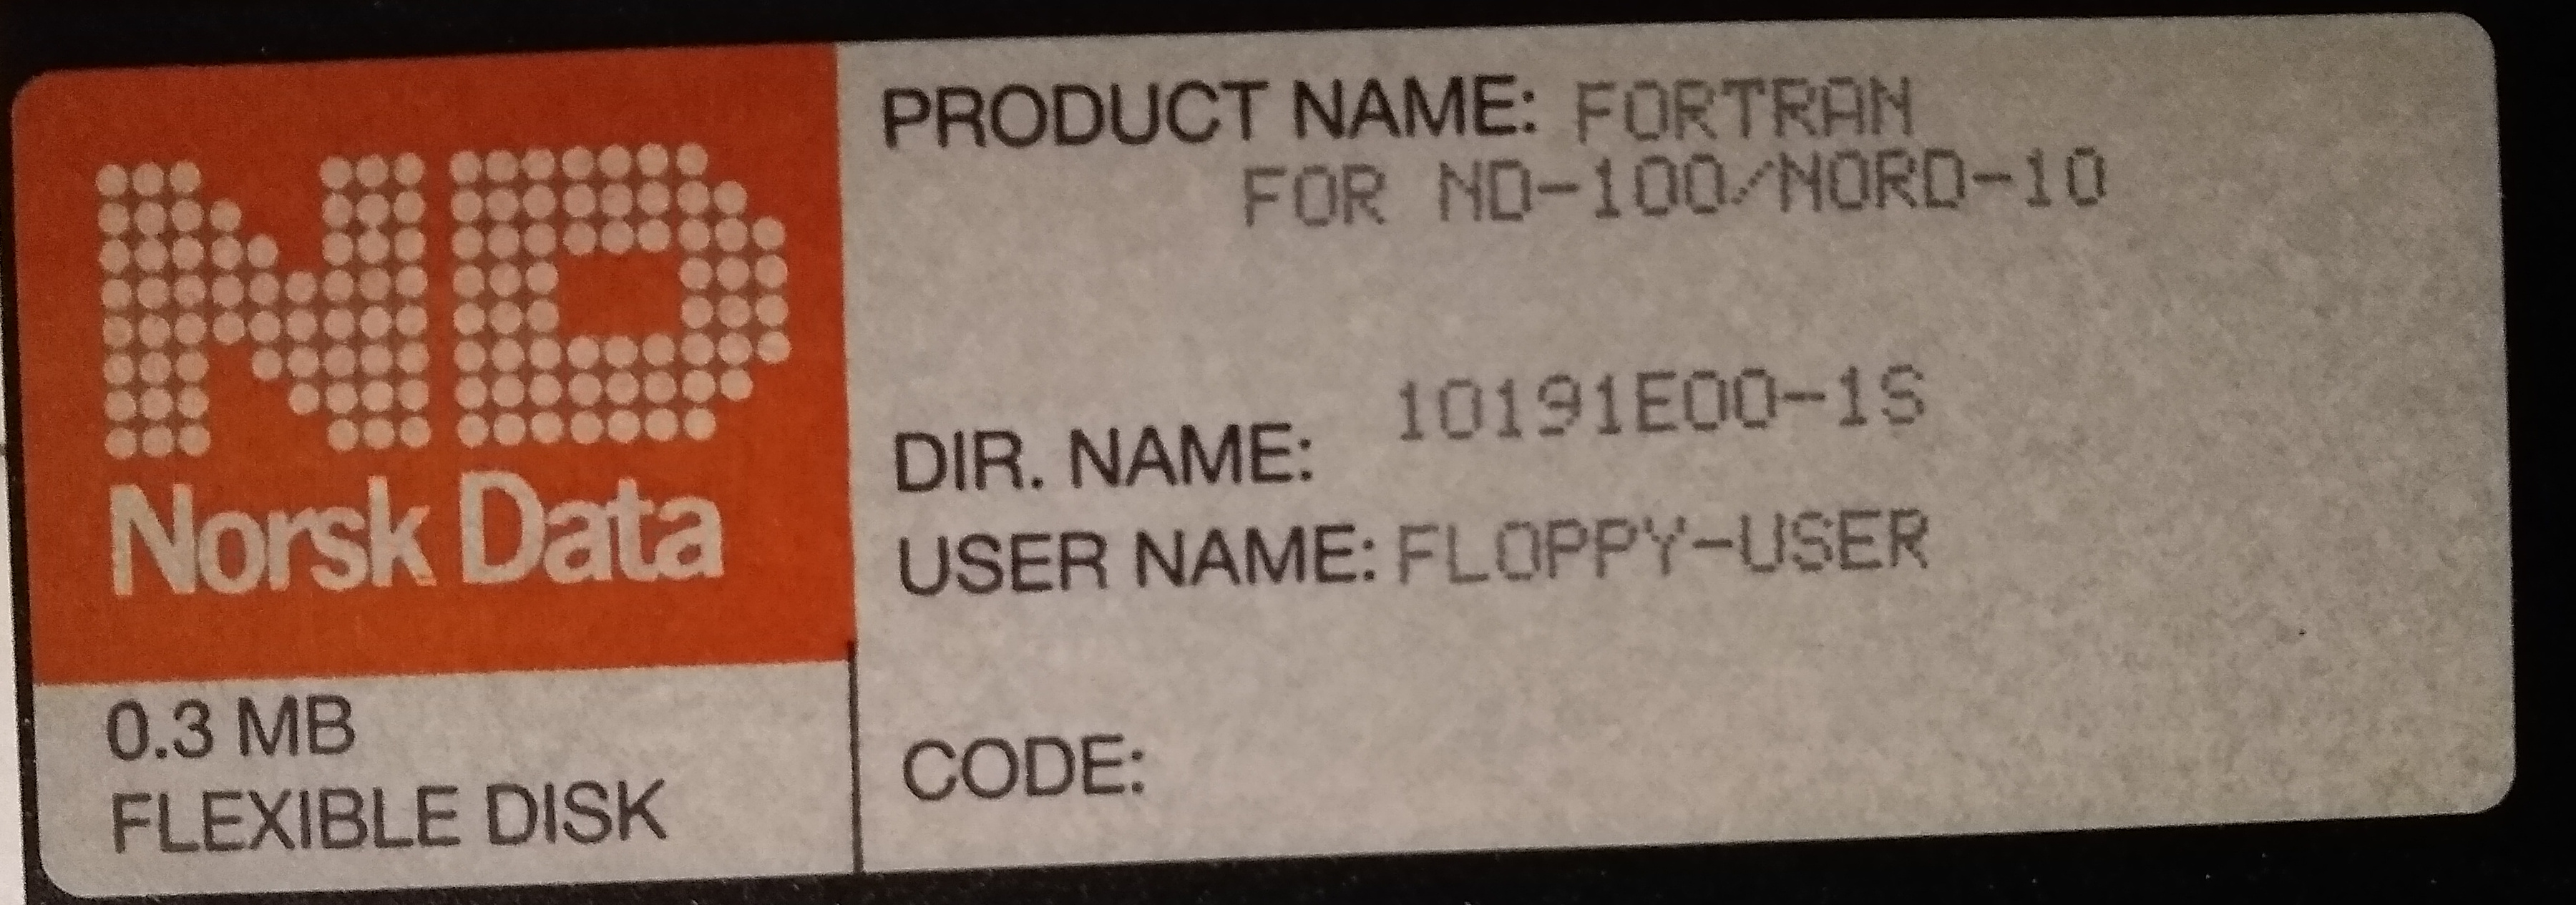 ND
Norsk Data
0.3 MB
FLEXIBLE DISK
PRODUCT NAME: FORTRAN
FOR ND-100/NORD-10
DIR. NAME: 10191E00-1S
USER NAME: FLOPPY-USER
CODE: